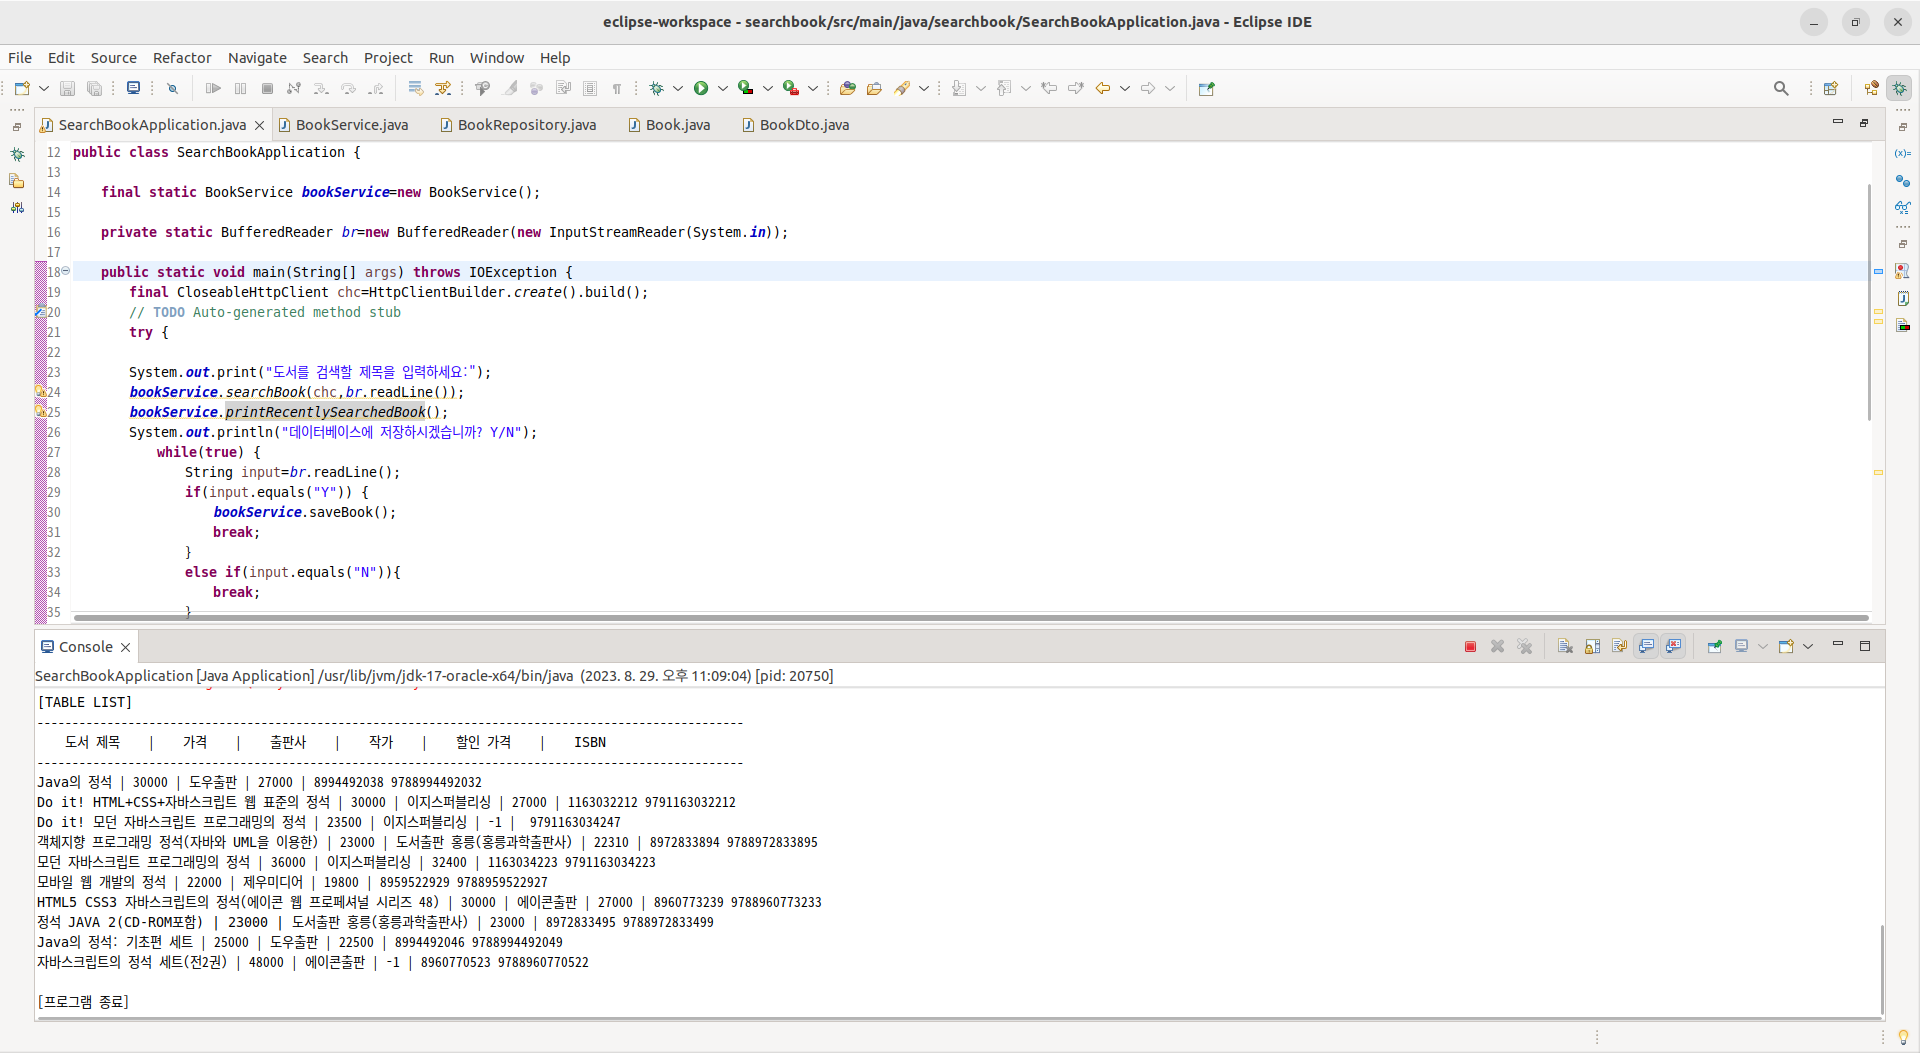 eclipse-workspace - searchbook/src/main/java/searchbook/SearchBookApplication.java - Eclipse IDE
File Edit Source Refactor Navigate Search Project Run Window Help
SearchBookApplication.java BookService.java BookRepository.java Book.java BookDto.java
12 public class SearchBookApplication {
13
14 final static BookService bookService=new BookService();
15
16 private static BufferedReader br=new BufferedReader(new InputStreamReader(System.in));
17
18 public static void main(String[] args) throws IOException {
19 final CloseableHttpClient chc=HttpClientBuilder.create().build();
20 // TODO Auto-generated method stub
21 try {
22
23 System.out.print("도서를 검색할 제목을 입력하세요:");
24 bookService.searchBook(chc,br.readLine());
25 bookService.printRecentlySearchedBook();
26 System.out.println("데이터베이스에 저장하시겠습니까? Y/N");
27 while(true) {
28 String input=br.readLine();
29 if(input.equals("Y")) {
30 bookService.saveBook();
31 break;
32 }
33 else if(input.equals("N")){
34 break;
35 }
Console
SearchBookApplication [Java Application] /usr/lib/jvm/jdk-17-oracle-x64/bin/java (2023. 8. 29. 오후 11:09:04) [pid: 20750]
[TABLE LIST]
도서 제목 | 가격 | 출판사 | 작가 | 할인 가격 | ISBN
Java의 정석 | 30000 | 도우출판 | 27000 | 8994492038 9788994492032
Do it! HTML+CSS+자바스크립트 웹 표준의 정석 | 30000 | 이지스퍼블리싱 | 27000 | 1163032212 9791163032212
Do it! 모던 자바스크립트 프로그래밍의 정석 | 23500 | 이지스퍼블리싱 | -1 | 9791163034247
객체지향 프로그래밍 정석(자바와 UML을 이용한) | 23000 | 도서출판 홍릉(홍릉과학출판사) | 22310 | 8972833894 9788972833895
모던 자바스크립트 프로그래밍의 정석 | 36000 | 이지스퍼블리싱 | 32400 | 1163034223 9791163034223
모바일 웹 개발의 정석 | 22000 | 제우미디어 | 19800 | 8959522929 9788959522927
HTML5 CSS3 자바스크립트의 정석(에이콘 웹 프로페셔널 시리즈 48) | 30000 | 에이콘출판 | 27000 | 8960773239 9788960773233
정석 JAVA 2(CD-ROM포함) | 23000 | 도서출판 홍릉(홍릉과학출판사) | 23000 | 8972833495 9788972833499
Java의 정석: 기초편 세트 | 25000 | 도우출판 | 22500 | 8994492046 9788994492049
자바스크립트의 정석 세트(전2권) | 48000 | 에이콘출판 | -1 | 8960770523 9788960770522
[프로그램 종료]